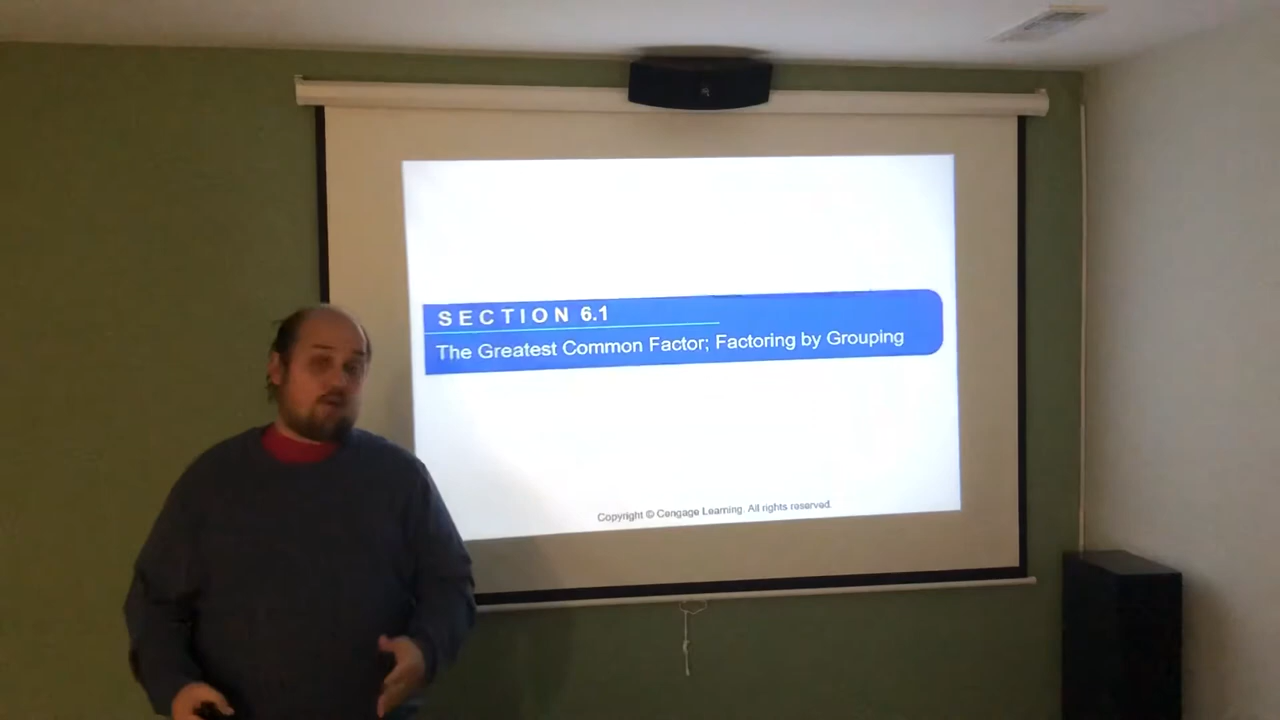 SECTION 6.1
The Greatest Common Factor; Factoring by Grouping
Copyright © Cengage Learning. All rights reserved.